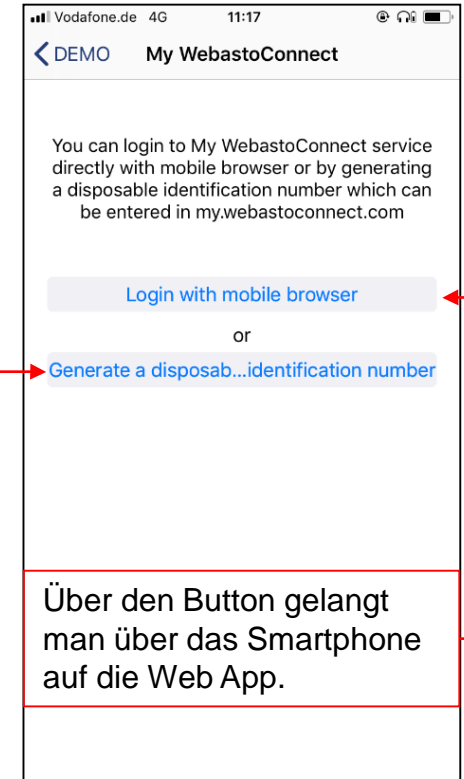 Vodafone.de 4G 11:17
DEMO My WebastoConnect
You can login to My WebastoConnect service
directly with mobile browser or by generating
a disposable identification number which can
be entered in my.webastoconnect.com
Login with mobile browser
or
Generate a disposab...identification number
Über den Button gelangt
man über das Smartphone
auf die Web App.